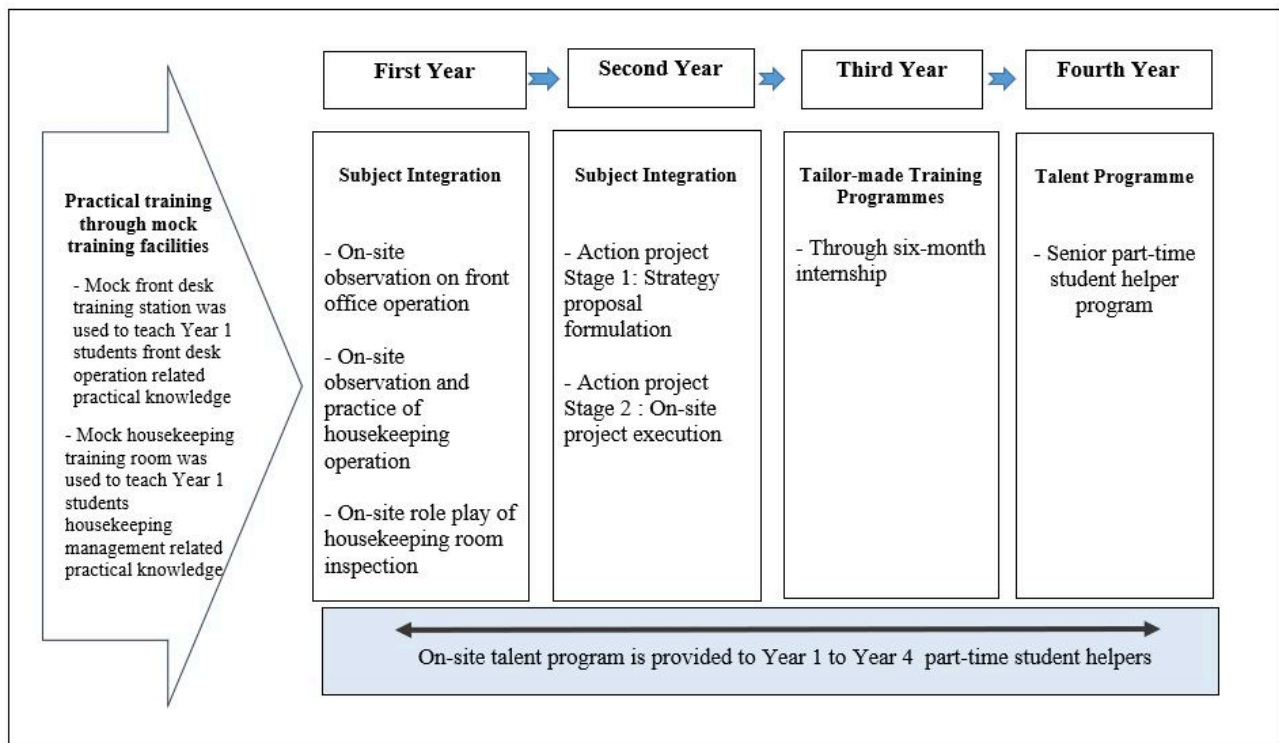 Practical training
through mock
training facilities
- Mock front desk
training station was
used to teach Year 1
students front desk
operation related
practical knowledge
- Mock housekeeping
training room was
used to teach Year 1
students
housekeeping
management related
practical knowledge
First Year
Second Year
Third Year
Fourth Year
Subject Integration
- On-site
observation on front
office operation
- On-site
observation and
practice of
housekeeping
operation
- On-site role play of
housekeeping room
inspection
Subject Integration
- Action project
Stage 1: Strategy
proposal
formulation
- Action project
Stage 2 : On-site
project execution
Tailor-made Training
Programmes
- Through six-month
internship
Talent Programme
- Senior part-time
student helper
program
On-site talent program is provided to Year 1 to Year 4 part-time student helpers